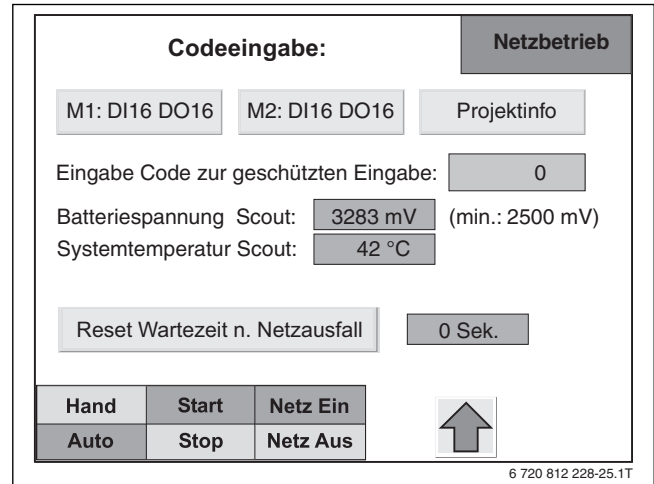 Codeeingabe: Netzbetrieb
M1: DI16 DO16 M2: DI16 DO16 Projektinfo
Eingabe Code zur geschützten Eingabe: 0
Batteriespannung Scout: 3283 mV (min.: 2500 mV)
Systemtemperatur Scout: 42 °C
Reset Wartezeit n. Netzausfall 0 Sek.
Hand Start Netz Ein
Auto Stop Netz Aus
6 720 812 228-25.1T